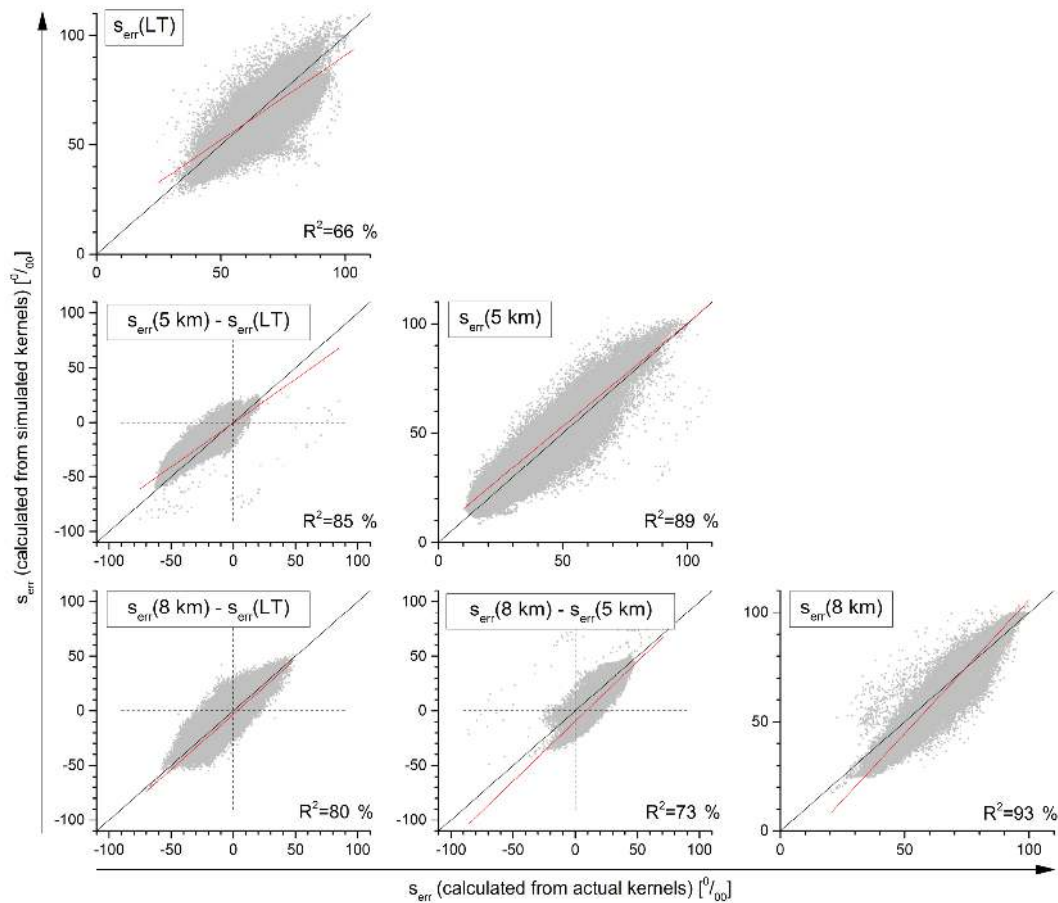 s_err(LT)
100
50
0
R²=66 %
0 50 100
s_err(5 km) - s_err(LT)
100
50
0
-50
-100
R²=85 %
-100 -50 0 50 100
s_err(5 km)
100
50
0
R²=89 %
0 50 100
s_err(8 km) - s_err(LT)
100
50
0
-50
-100
R²=80 %
-100 -50 0 50 100
s_err(8 km) - s_err(5 km)
100
50
0
-50
-100
R²=73 %
-100 -50 0 50 100
s_err(8 km)
100
50
0
R²=93 %
0 50 100
s_err (calculated from simulated kernels) [⁰/₀₀]
s_err (calculated from actual kernels) [⁰/₀₀]